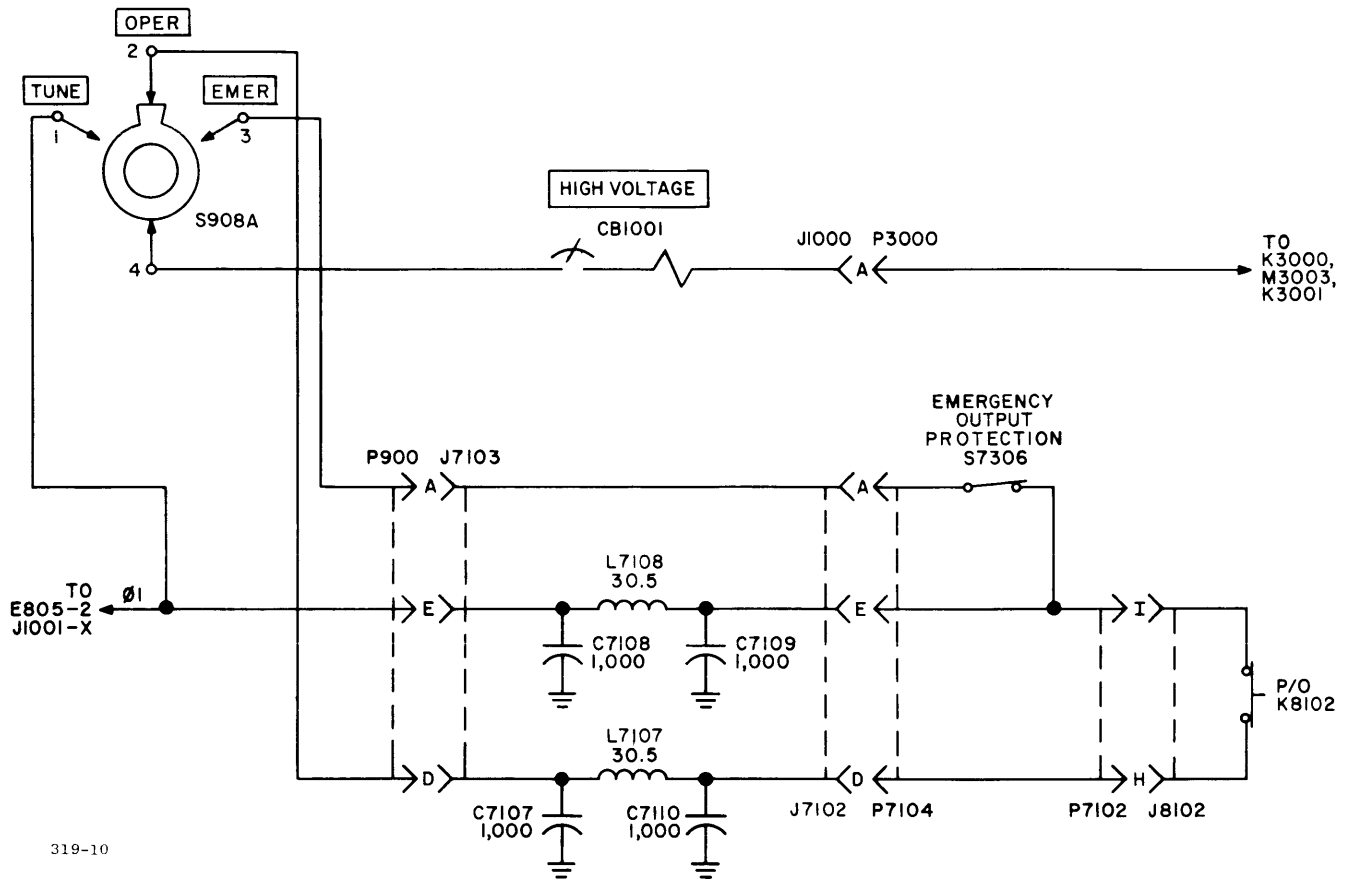 OPER
2
TUNE
EMER
1
3
S908A
4
HIGH VOLTAGE
CB1001
J1000 P3000
A
TO
K3000,
M3003,
K3001
EMERGENCY
OUTPUT
PROTECTION
S7306
P900 J7103
A
A
TO
E805-2
J1001-X
Ø1
E
L7108
30.5
E
I
C7108
1,000
C7109
1,000
P/O
K8102
L7107
30.5
D
D
H
C7107
1,000
C7110
1,000
J7102 P7104
P7102 J8102
319-10